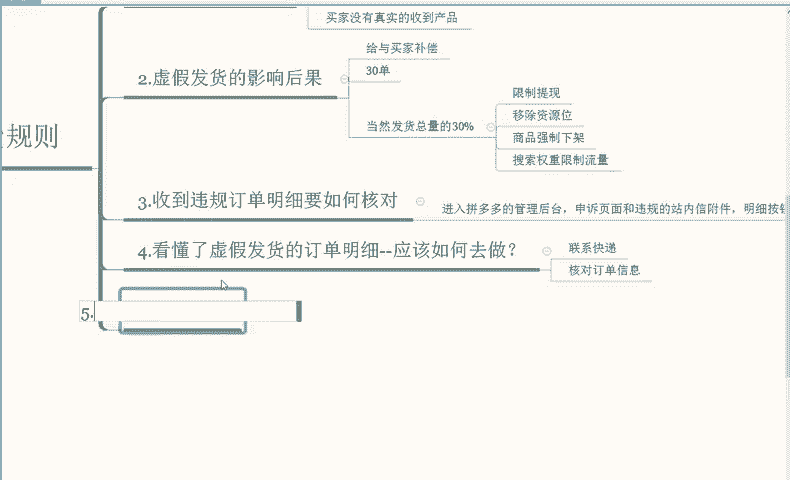 买家没有真实的收到产品
2.虚假发货的影响后果
给与买家补偿
30单
当然发货总量的30%
限制提现
移除资源位
商品强制下架
搜索权重限制流量
规则
3.收到违规订单明细要如何核对
进入拼多多的管理后台，申诉页面和违规的站内信附件，明细按
4.看懂了虚假发货的订单明细--应该如何去做？
联系快递
核对订单信息
5.